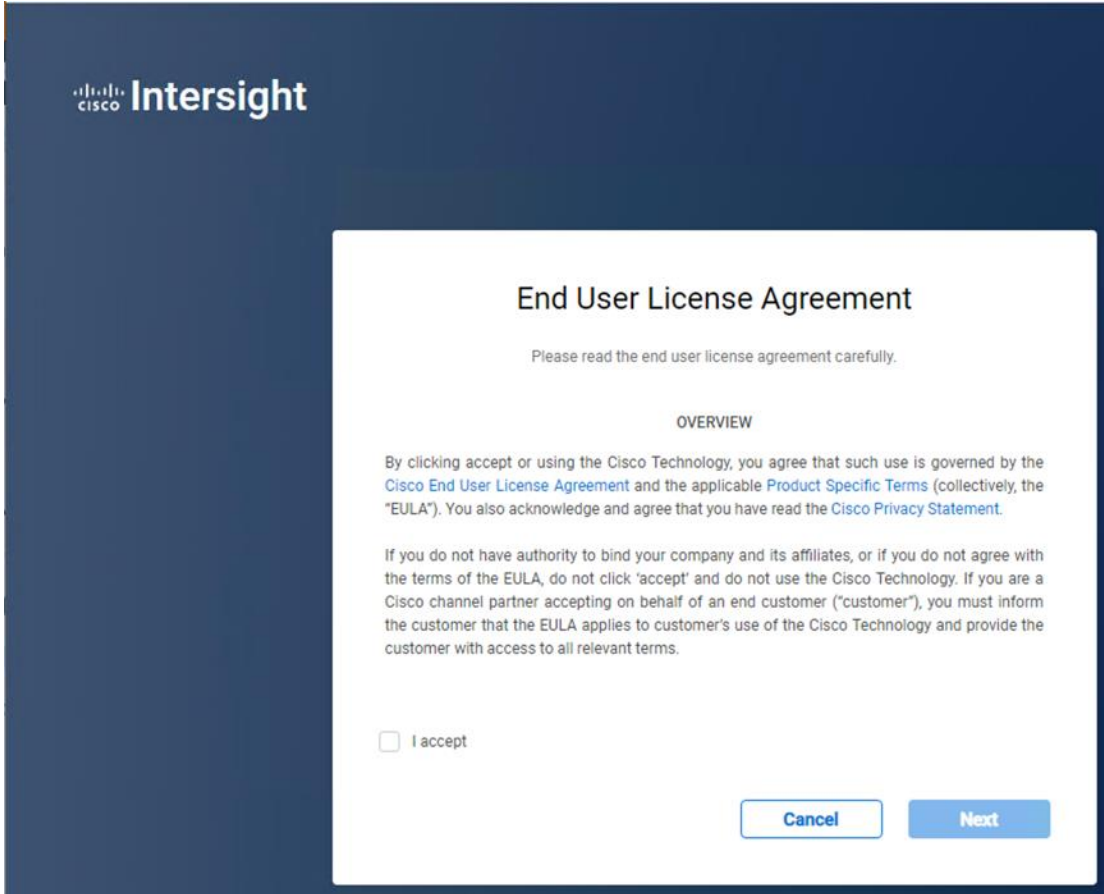 cisco Intersight
End User License Agreement
Please read the end user license agreement carefully.
OVERVIEW
By clicking accept or using the Cisco Technology, you agree that such use is governed by the
Cisco End User License Agreement and the applicable Product Specific Terms (collectively, the
“EULA”). You also acknowledge and agree that you have read the Cisco Privacy Statement.
If you do not have authority to bind your company and its affiliates, or if you do not agree with
the terms of the EULA, do not click ‘accept’ and do not use the Cisco Technology. If you are a
Cisco channel partner accepting on behalf of an end customer (“customer”), you must inform
the customer that the EULA applies to customer’s use of the Cisco Technology and provide the
customer with access to all relevant terms.
I accept
Cancel Next